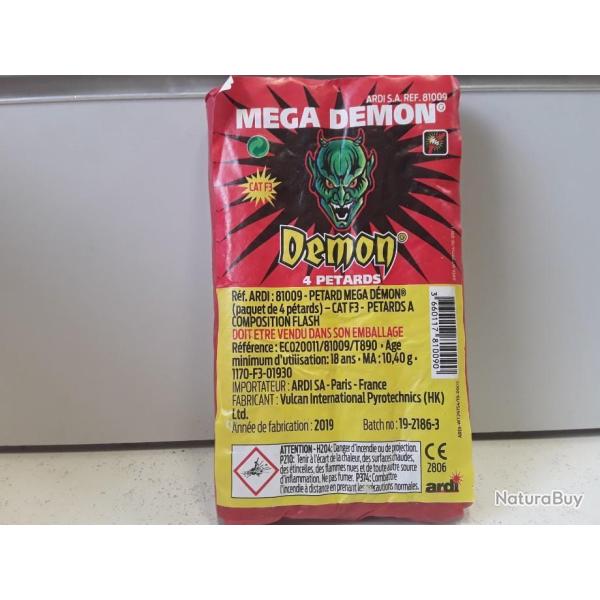 ARDI S.A. REF. 81009
MEGA DEMON®
CAT F3
Demon®
4 PETARDS
Réf. ARDI : 81009 - PETARD MEGA DÉMON®
(paquet de 4 pétards) – CAT F3 - PETARDS A
COMPOSITION FLASH
DOIT ETRE VENDU DANS SON EMBALLAGE
Référence : EC020011/81009/T890 • Age
minimum d'utilisation : 18 ans • MA : 10,40 g •
1170-F3-01930
IMPORTATEUR : ARDI SA - Paris - France
FABRICANT : Vulcan International Pyrotechnics (HK)
Ltd.
Année de fabrication : 2019 Batch no : 19-2186-3
3 660117 810090
ATTENTION - H204: Danger d'incendie ou de projection.
P210: Tenir à l'écart de la chaleur, des surfaces chaudes,
des étincelles, des flammes nues et de toute autre source
d'inflammation. Ne pas fumer. P374: Combattre
l'incendie à distance en prenant les précautions normales.
CE
2806
ardi
NaturaBuy